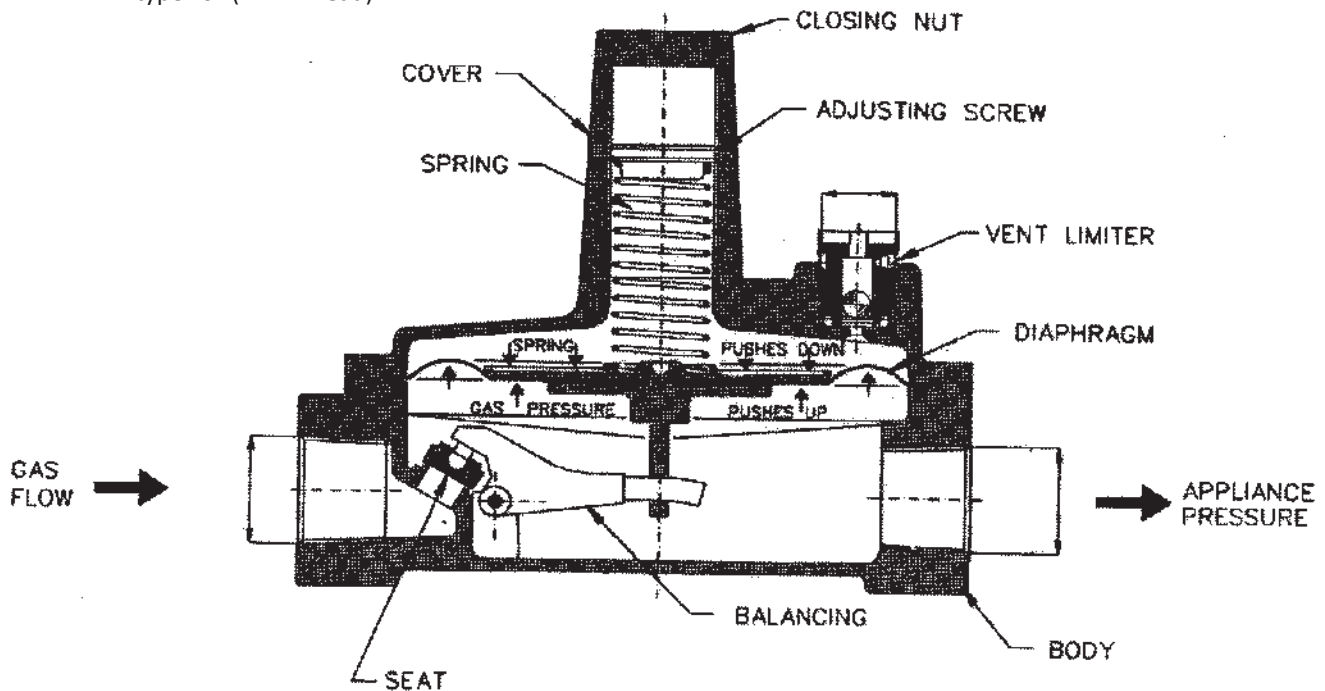 CLOSING NUT
COVER
ADJUSTING SCREW
SPRING
VENT LIMITER
DIAPHRAGM
SPRING PUSHES DOWN
GAS PRESSURE PUSHES UP
GAS
FLOW
APPLIANCE
PRESSURE
BALANCING
BODY
SEAT